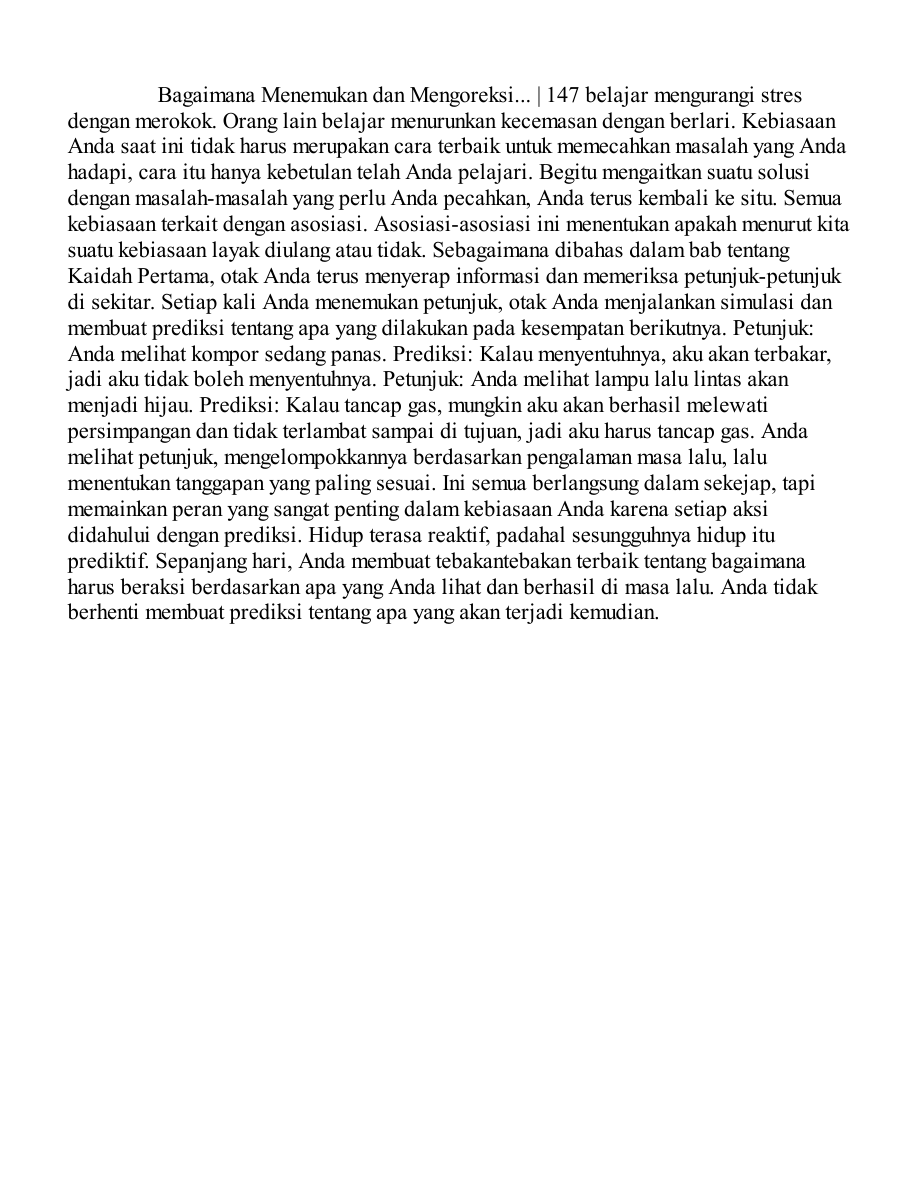 Bagaimana Menemukan dan Mengoreksi... | 147 belajar mengurangi stres
dengan merokok. Orang lain belajar menurunkan kecemasan dengan berlari. Kebiasaan
Anda saat ini tidak harus merupakan cara terbaik untuk memecahkan masalah yang Anda
hadapi, cara itu hanya kebetulan telah Anda pelajari. Begitu mengaitkan suatu solusi
dengan masalah-masalah yang perlu Anda pecahkan, Anda terus kembali ke situ. Semua
kebiasaan terkait dengan asosiasi. Asosiasi-asosiasi ini menentukan apakah menurut kita
suatu kebiasaan layak diulang atau tidak. Sebagaimana dibahas dalam bab tentang
Kaidah Pertama, otak Anda terus menyerap informasi dan memeriksa petunjuk-petunjuk
di sekitar. Setiap kali Anda menemukan petunjuk, otak Anda menjalankan simulasi dan
membuat prediksi tentang apa yang dilakukan pada kesempatan berikutnya. Petunjuk:
Anda melihat kompor sedang panas. Prediksi: Kalau menyentuhnya, aku akan terbakar,
jadi aku tidak boleh menyentuhnya. Petunjuk: Anda melihat lampu lalu lintas akan
menjadi hijau. Prediksi: Kalau tancap gas, mungkin aku akan berhasil melewati
persimpangan dan tidak terlambat sampai di tujuan, jadi aku harus tancap gas. Anda
melihat petunjuk, mengelompokkannya berdasarkan pengalaman masa lalu, lalu
menentukan tanggapan yang paling sesuai. Ini semua berlangsung dalam sekejap, tapi
memainkan peran yang sangat penting dalam kebiasaan Anda karena setiap aksi
didahului dengan prediksi. Hidup terasa reaktif, padahal sesungguhnya hidup itu
prediktif. Sepanjang hari, Anda membuat tebakantebakan terbaik tentang bagaimana
harus beraksi berdasarkan apa yang Anda lihat dan berhasil di masa lalu. Anda tidak
berhenti membuat prediksi tentang apa yang akan terjadi kemudian.